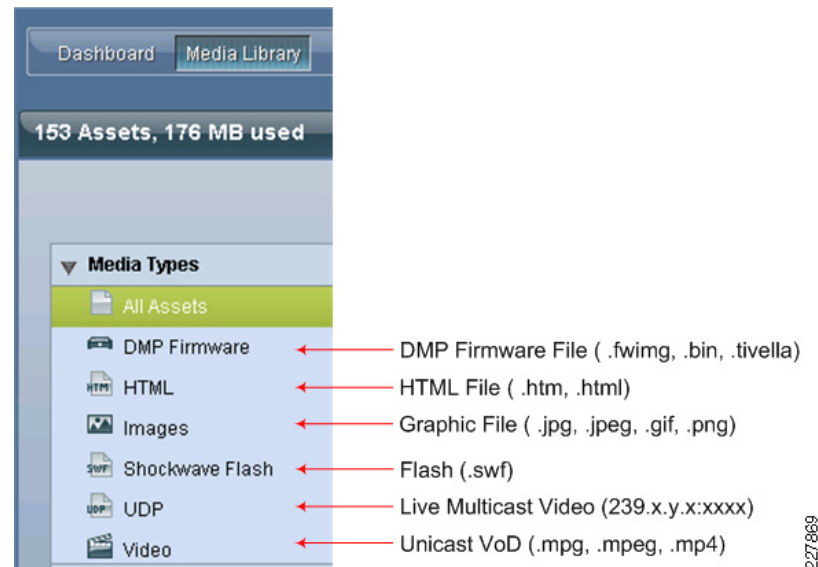 Dashboard Media Library
153 Assets, 176 MB used
Media Types
All Assets
DMP Firmware DMP Firmware File ( .fwimg, .bin, .tivella)
HTM HTML HTML File ( .htm, .html)
Images Graphic File ( .jpg, .jpeg, .gif, .png)
SWF Shockwave Flash Flash (.swf)
UDP UDP Live Multicast Video (239.x.y.x:xxxx)
Video Unicast VoD (.mpg, .mpeg, .mp4)
227869